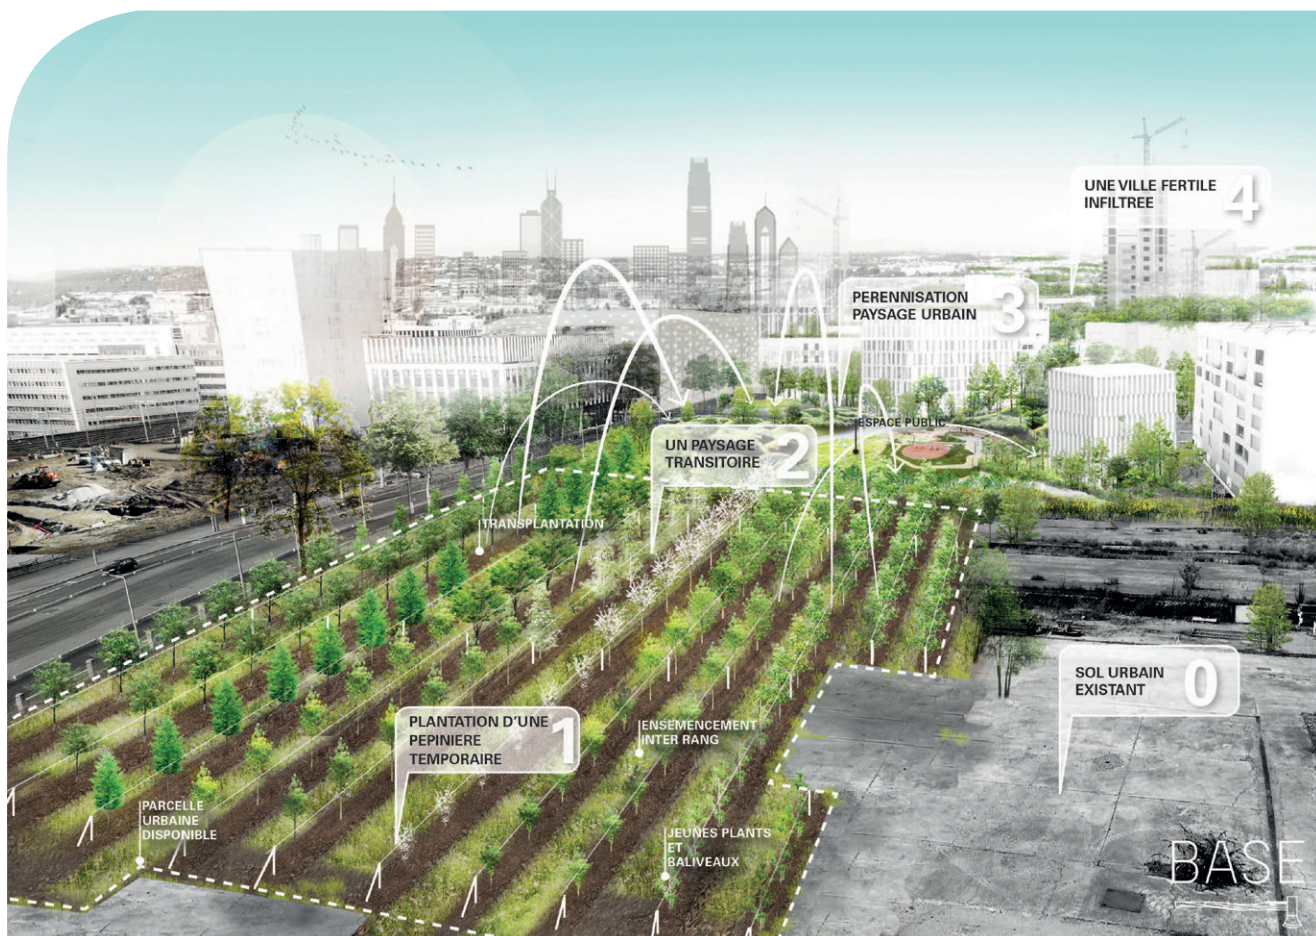 UNE VILLE FERTILE
INFILTREE
4
PERENNISATION
PAYSAGE URBAIN
3
ESPACE PUBLIC
UN PAYSAGE
TRANSITOIRE
2
TRANSPLANTATION
SOL URBAIN
EXISTANT
0
PLANTATION D'UNE
PEPINIERE
TEMPORAIRE
1
ENSEMENCEMENT
INTER RANG
PARCELLE
URBAINE
DISPONIBLE
JEUNES PLANTS
ET
BALIVEAUX
BASE